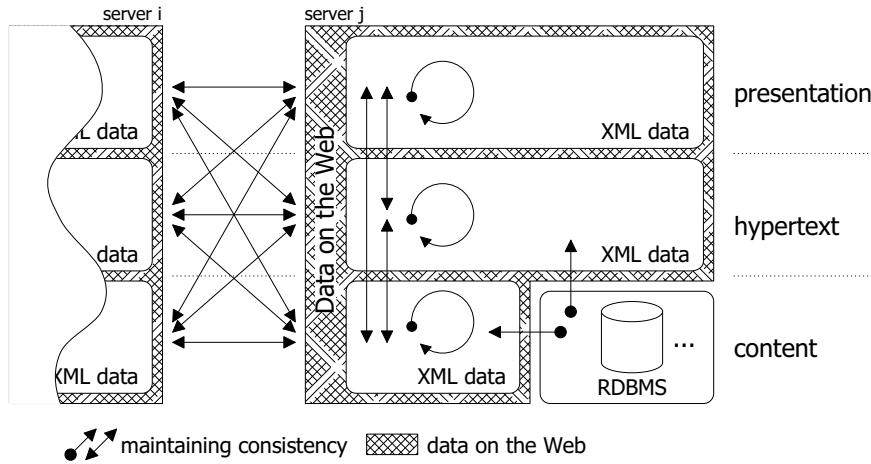 server i
server j
presentation
ML data
XML data
Data on the Web
hypertext
data
XML data
content
XML data
XML data
RDBMS
...
maintaining consistency
data on the Web